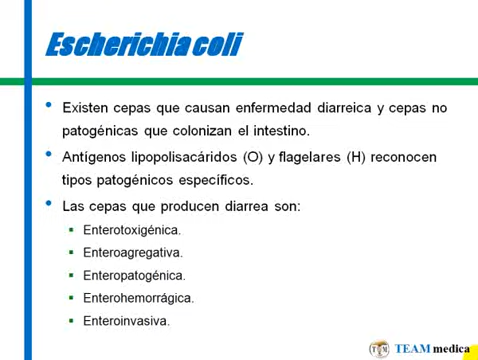 Escherichia coli
Existen cepas que causan enfermedad diarreica y cepas no
patogénicas que colonizan el intestino.
Antígenos lipopolisacáridos (O) y flagelares (H) reconocen
tipos patogénicos específicos.
Las cepas que producen diarrea son:
Enterotoxigénica.
Enteroagregativa.
Enteropatogénica.
Enterohemorrágica.
Enteroinvasiva.
TEAM medica